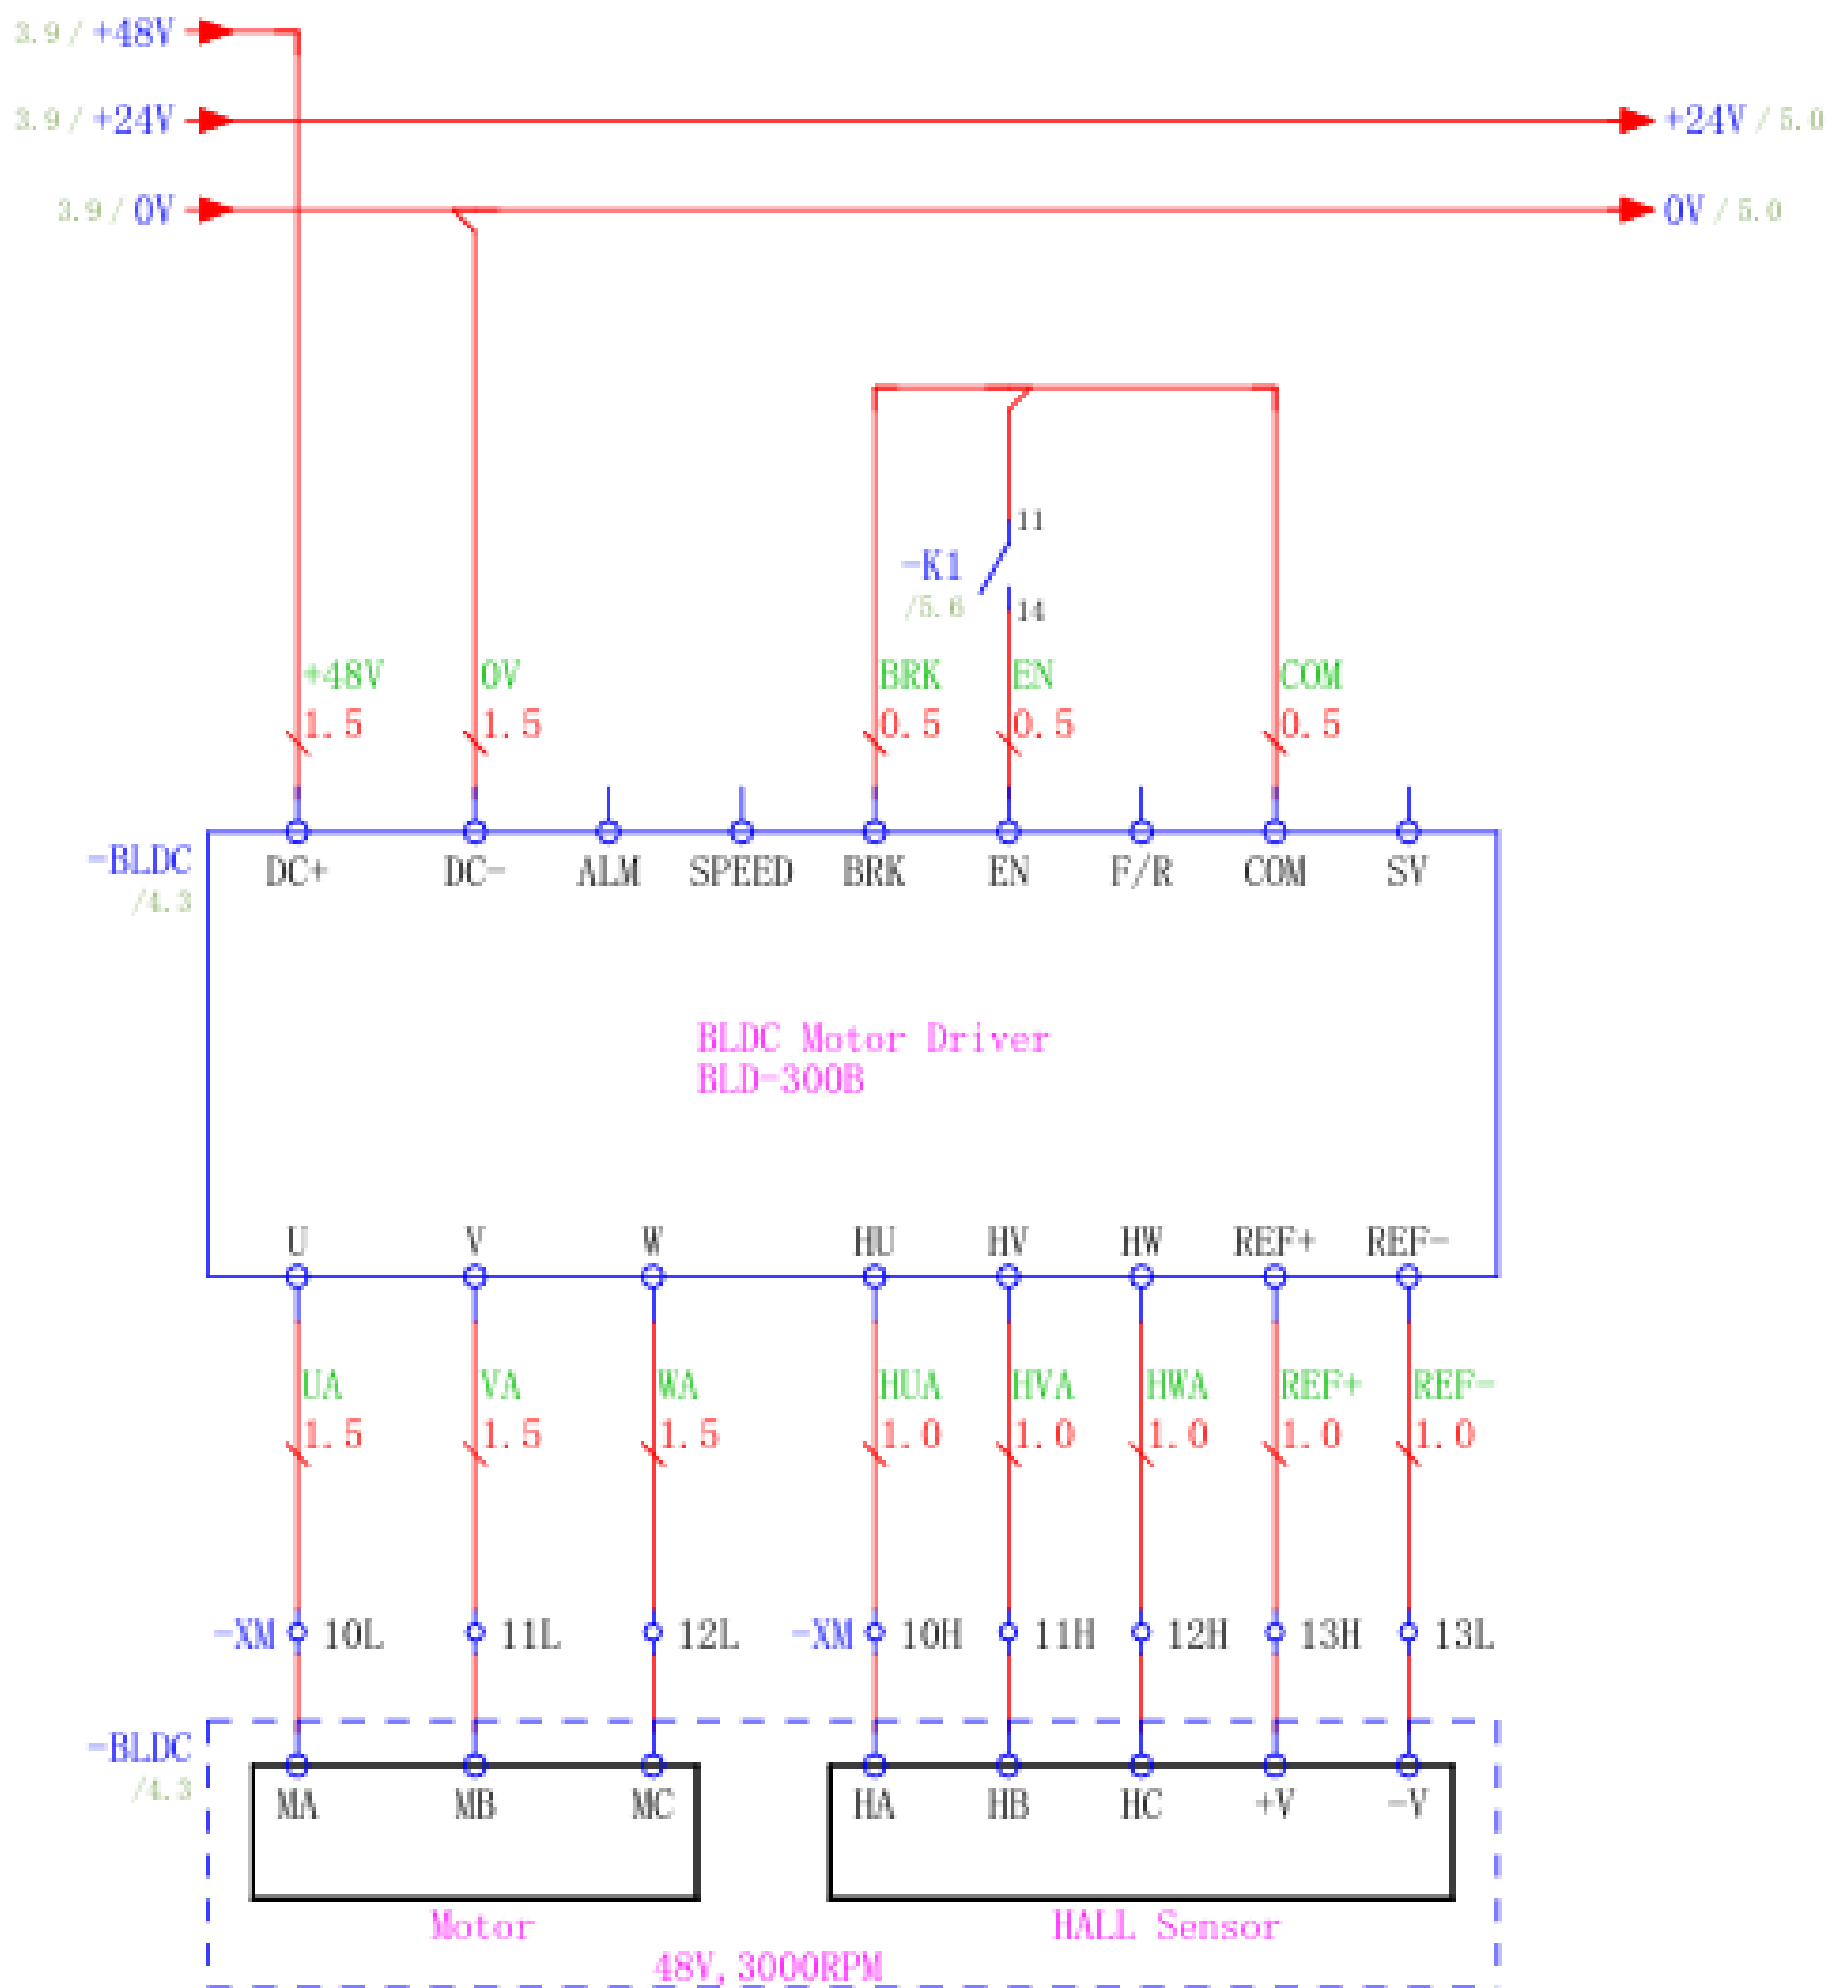 3.9 / +48V
3.9 / +24V
+24V / 5.0
3.9 / 0V
0V / 5.0
11
-K1
/5.6
14
+48V 0V BRK EN COM
1.5 1.5 0.5 0.5 0.5
-BLDC
/4.3
DC+ DC- ALM SPEED BRK EN F/R COM SV
BLDC Motor Driver
BLD-300B
U V W HU HV HW REF+ REF-
UA VA WA HUA HVA HWA REF+ REF-
1.5 1.5 1.5 1.0 1.0 1.0 1.0 1.0
-XM 10L 11L 12L -XM 10H 11H 12H 13H 13L
-BLDC
/4.3
MA MB MC HA HB HC +V -V
Motor HALL Sensor
48V,3000RPM